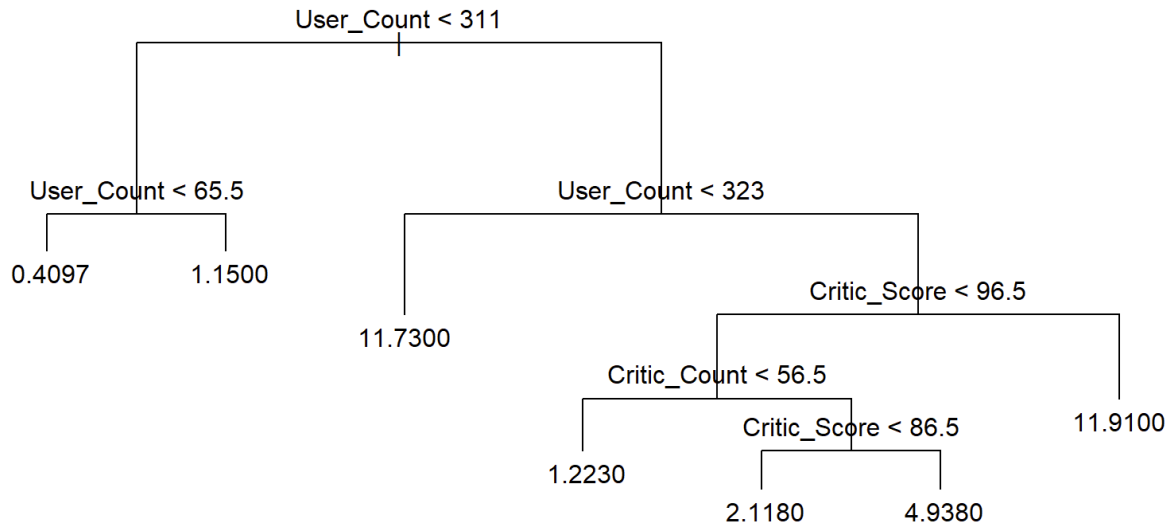 User_Count < 311
User_Count < 65.5
User_Count < 323
0.4097
1.1500
Critic_Score < 96.5
11.7300
Critic_Count < 56.5
11.9100
Critic_Score < 86.5
1.2230
2.1180
4.9380